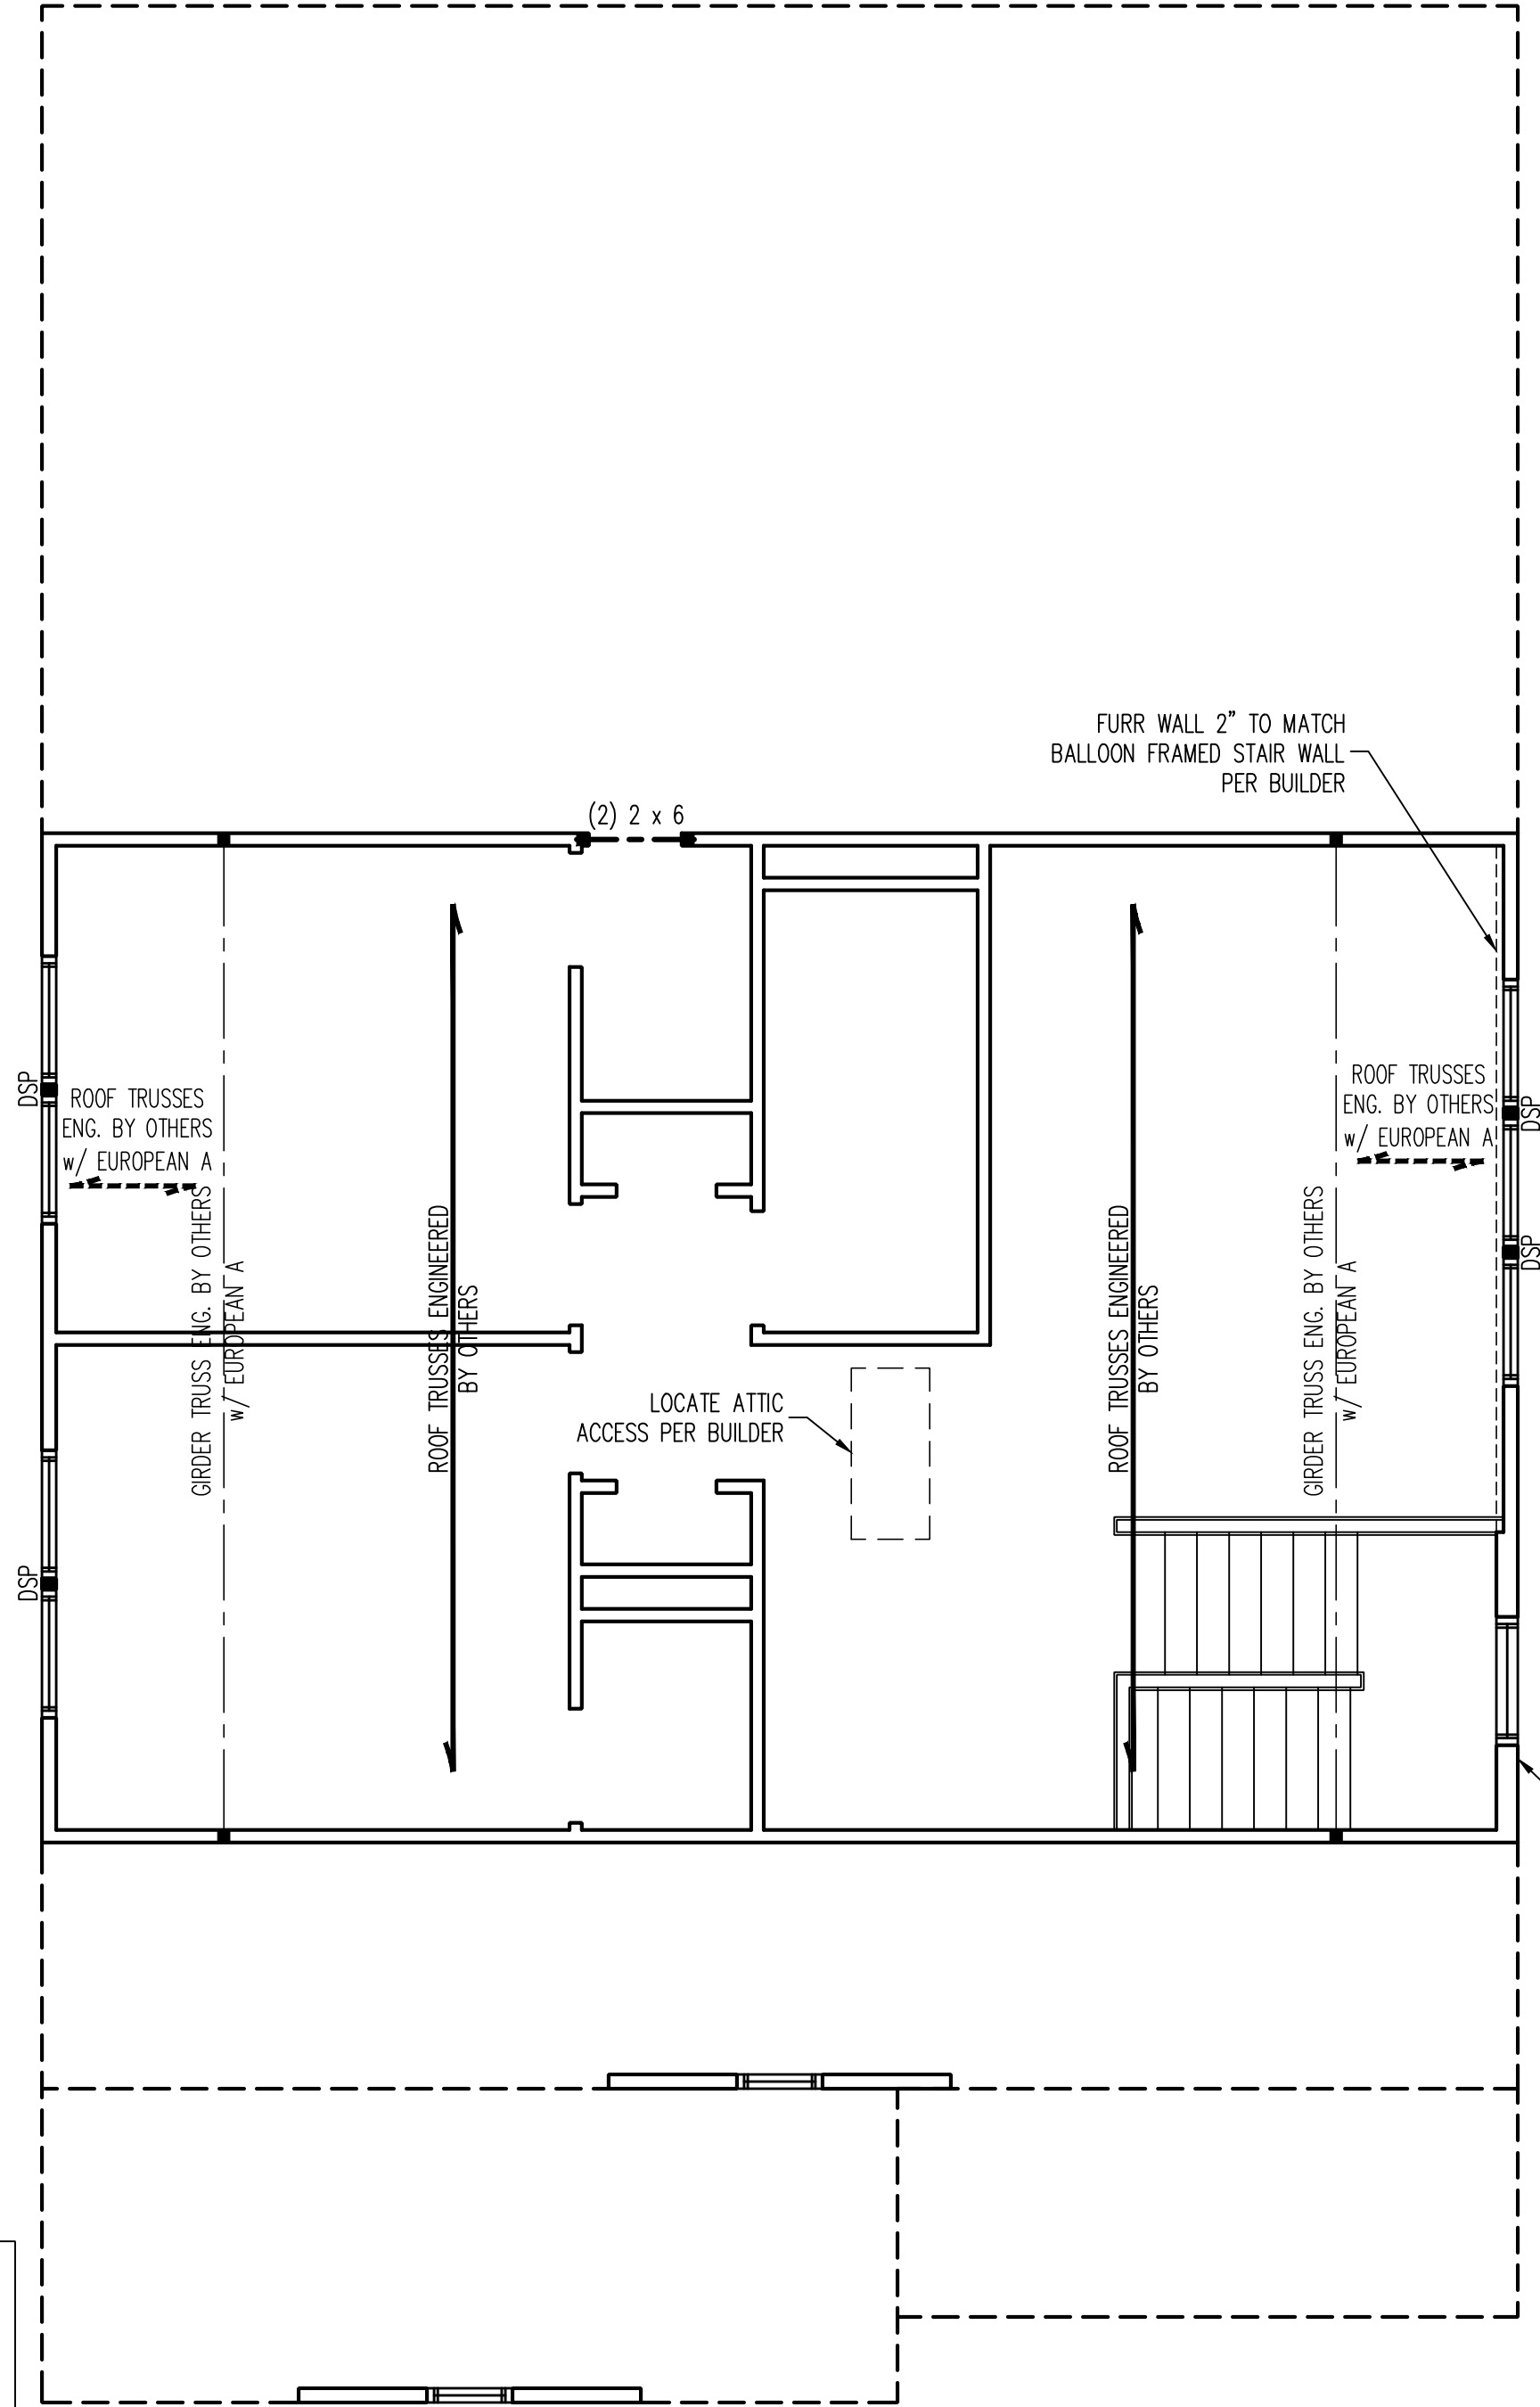 FURR WALL 2” TO MATCH
BALLOON FRAMED STAIR WALL
PER BUILDER
(2) 2 x 6
DSP
ROOF TRUSSES
ENG. BY OTHERS
w/ EUROPEAN A
ROOF TRUSSES
ENG. BY OTHERS
w/ EUROPEAN A
DSP
DSP
GIRDER TRUSS ENG. BY OTHERS
w/ EUROPEAN A
ROOF TRUSSES ENGINEERED
BY OTHERS
ROOF TRUSSES ENGINEERED
BY OTHERS
GIRDER TRUSS ENG. BY OTHERS
w/ EUROPEAN A
LOCATE ATTIC
ACCESS PER BUILDER
DSP